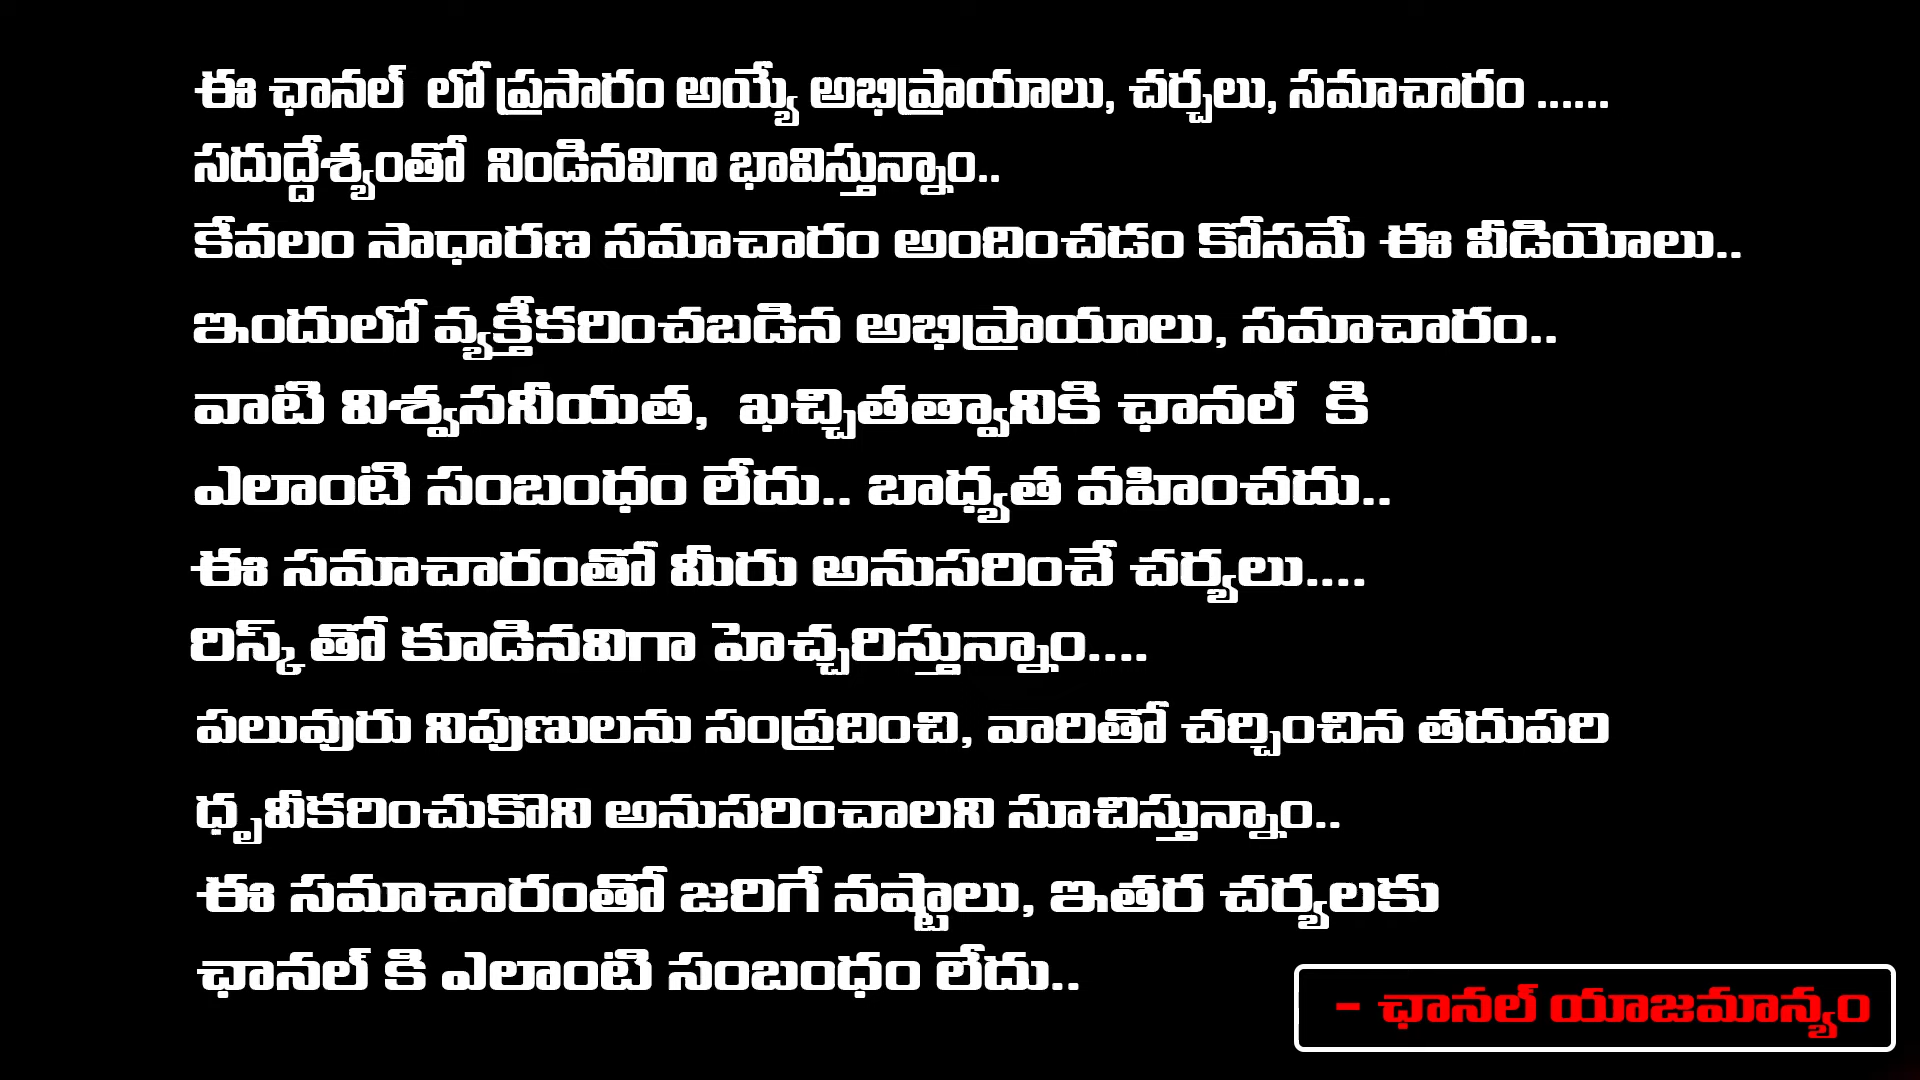 ఈ ఛానల్ లో ప్రసారం అయ్యే అభిప్రాయాలు, చర్చలు, సమాచారం ......
సదుద్దేశ్యంతో నిండినవిగా భావిస్తున్నాం..
కేవలం సాధారణ సమాచారం అందించడం కోసమే ఈ వీడియోలు..
ఇందులో వ్యక్తీకరించబడిన అభిప్రాయాలు, సమాచారం..
వాటి విశ్వసనీయత, ఖచ్చితత్వానికి ఛానల్ కి
ఎలాంటి సంబంధం లేదు.. బాధ్యత వహించదు..
ఈ సమాచారంతో మీరు అనుసరించే చర్యలు....
రిస్క్ తో కూడినవిగా హెచ్చరిస్తున్నాం....
పలువురు నిపుణులను సంప్రదించి, వారితో చర్చించిన తదుపరి
ధృవీకరించుకొని అనుసరించాలని సూచిస్తున్నాం..
ఈ సమాచారంతో జరిగే నష్టాలు, ఇతర చర్యలకు
ఛానల్ కి ఎలాంటి సంబంధం లేదు..
- ఛానల్ యాజమాన్యం